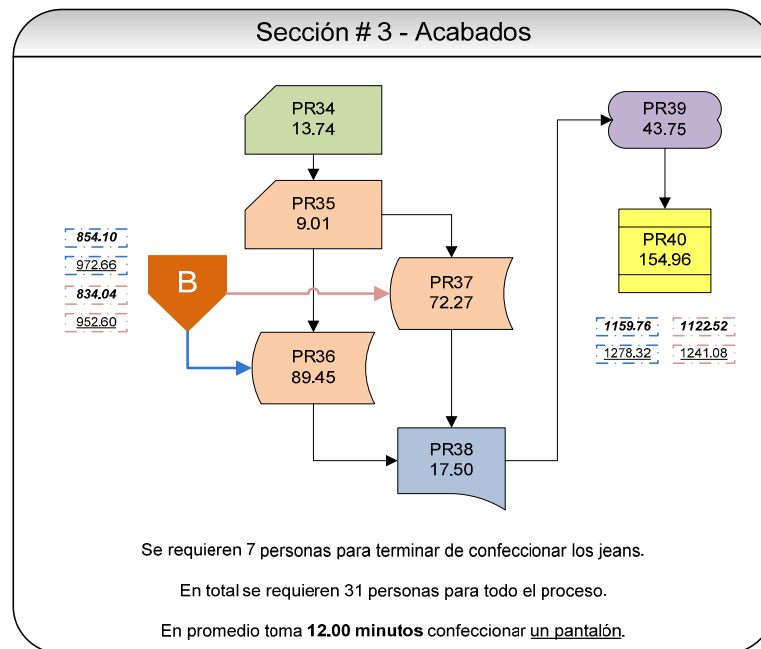 Sección # 3 - Acabados
PR34
13.74
PR39
43.75
PR35
9.01
854.10
972.66
834.04
952.60
B
PR37
72.27
PR40
154.96
PR36
89.45
1159.76
1122.52
1278.32
1241.08
PR38
17.50
Se requieren 7 personas para terminar de confeccionar los jeans.
En total se requieren 31 personas para todo el proceso.
En promedio toma 12.00 minutos confeccionar un pantalón.